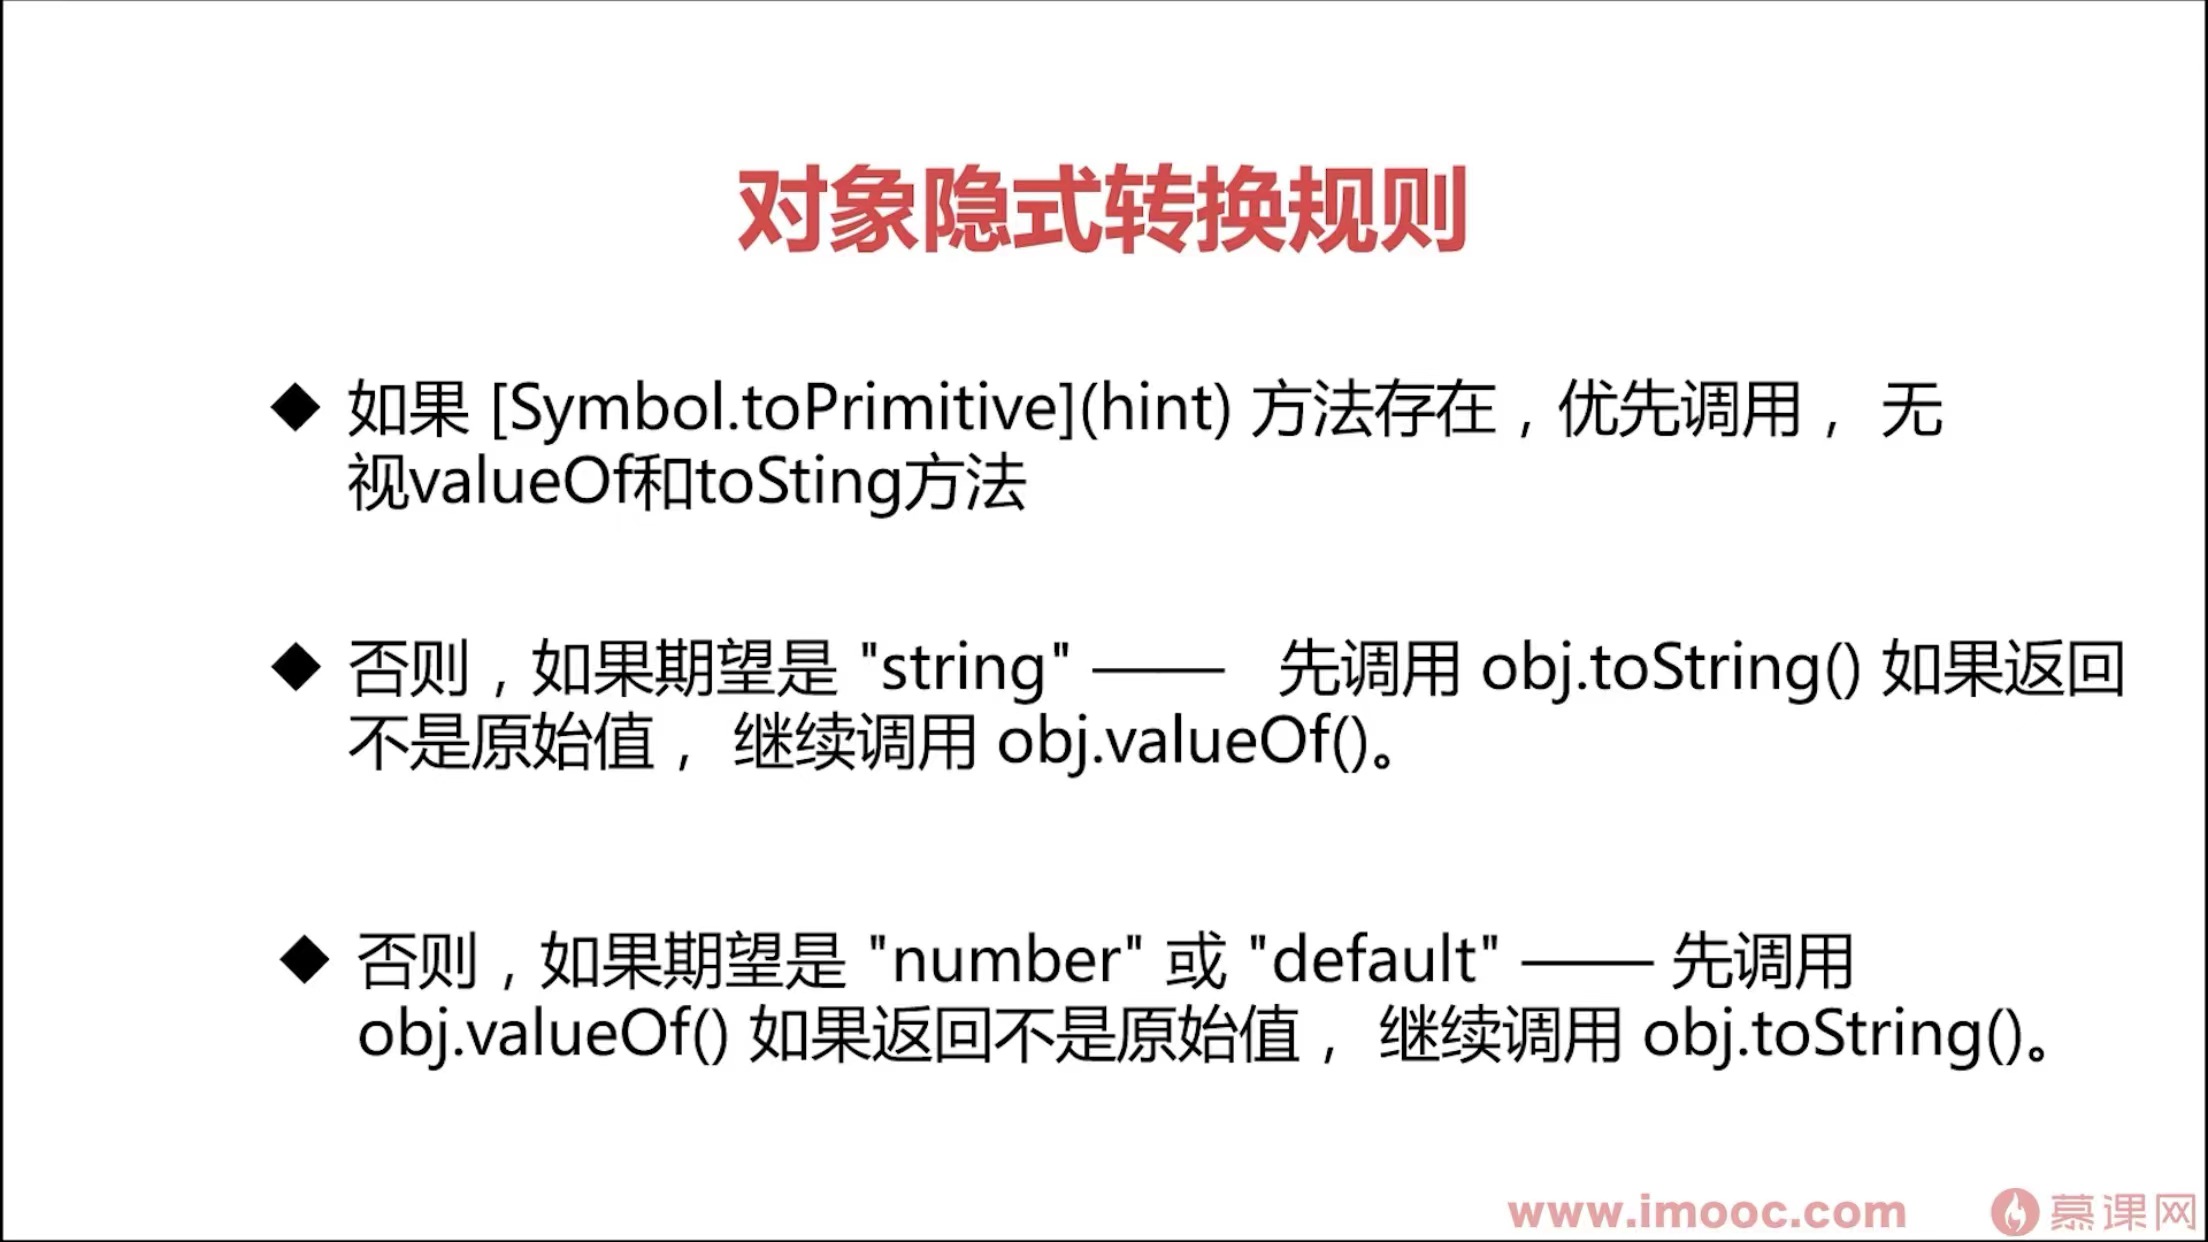 对象隐式转换规则
◆ 如果 [Symbol.toPrimitive](hint) 方法存在，优先调用， 无
视valueOf和toSting方法
◆ 否则，如果期望是 "string" —— 先调用 obj.toString() 如果返回
不是原始值， 继续调用 obj.valueOf()。
◆ 否则，如果期望是 "number" 或 "default" —— 先调用
obj.valueOf() 如果返回不是原始值， 继续调用 obj.toString()。
www.imooc.com 慕课网